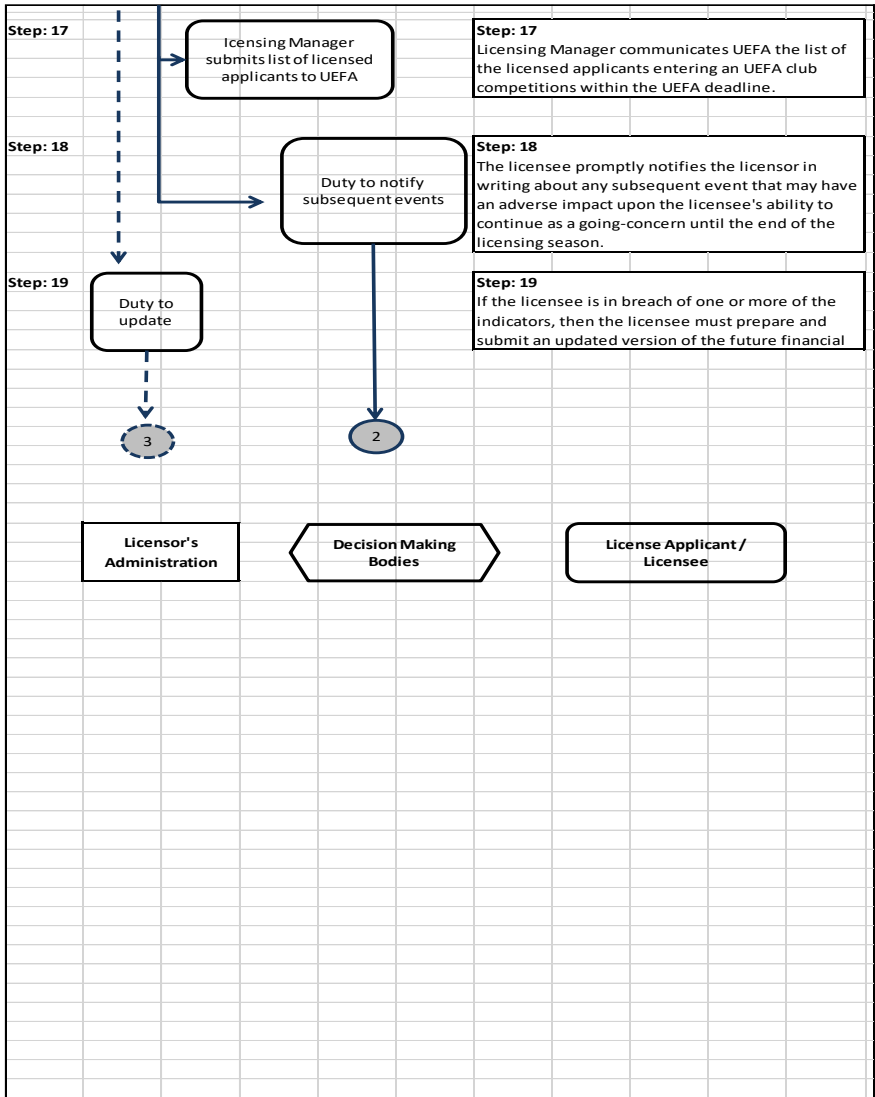 Step: 17
Icensing Manager
submits list of licensed
applicants to UEFA
Step: 17
Licensing Manager communicates UEFA the list of
the licensed applicants entering an UEFA club
competitions within the UEFA deadline.
Step: 18
Duty to notify
subsequent events
Step: 18
The licensee promptly notifies the licensor in
writing about any subsequent event that may have
an adverse impact upon the licensee's ability to
continue as a going-concern until the end of the
licensing season.
Step: 19
Duty to
update
Step: 19
If the licensee is in breach of one or more of the
indicators, then the licensee must prepare and
submit an updated version of the future financial
3
2
Licensor's
Administration
Decision Making
Bodies
License Applicant /
Licensee